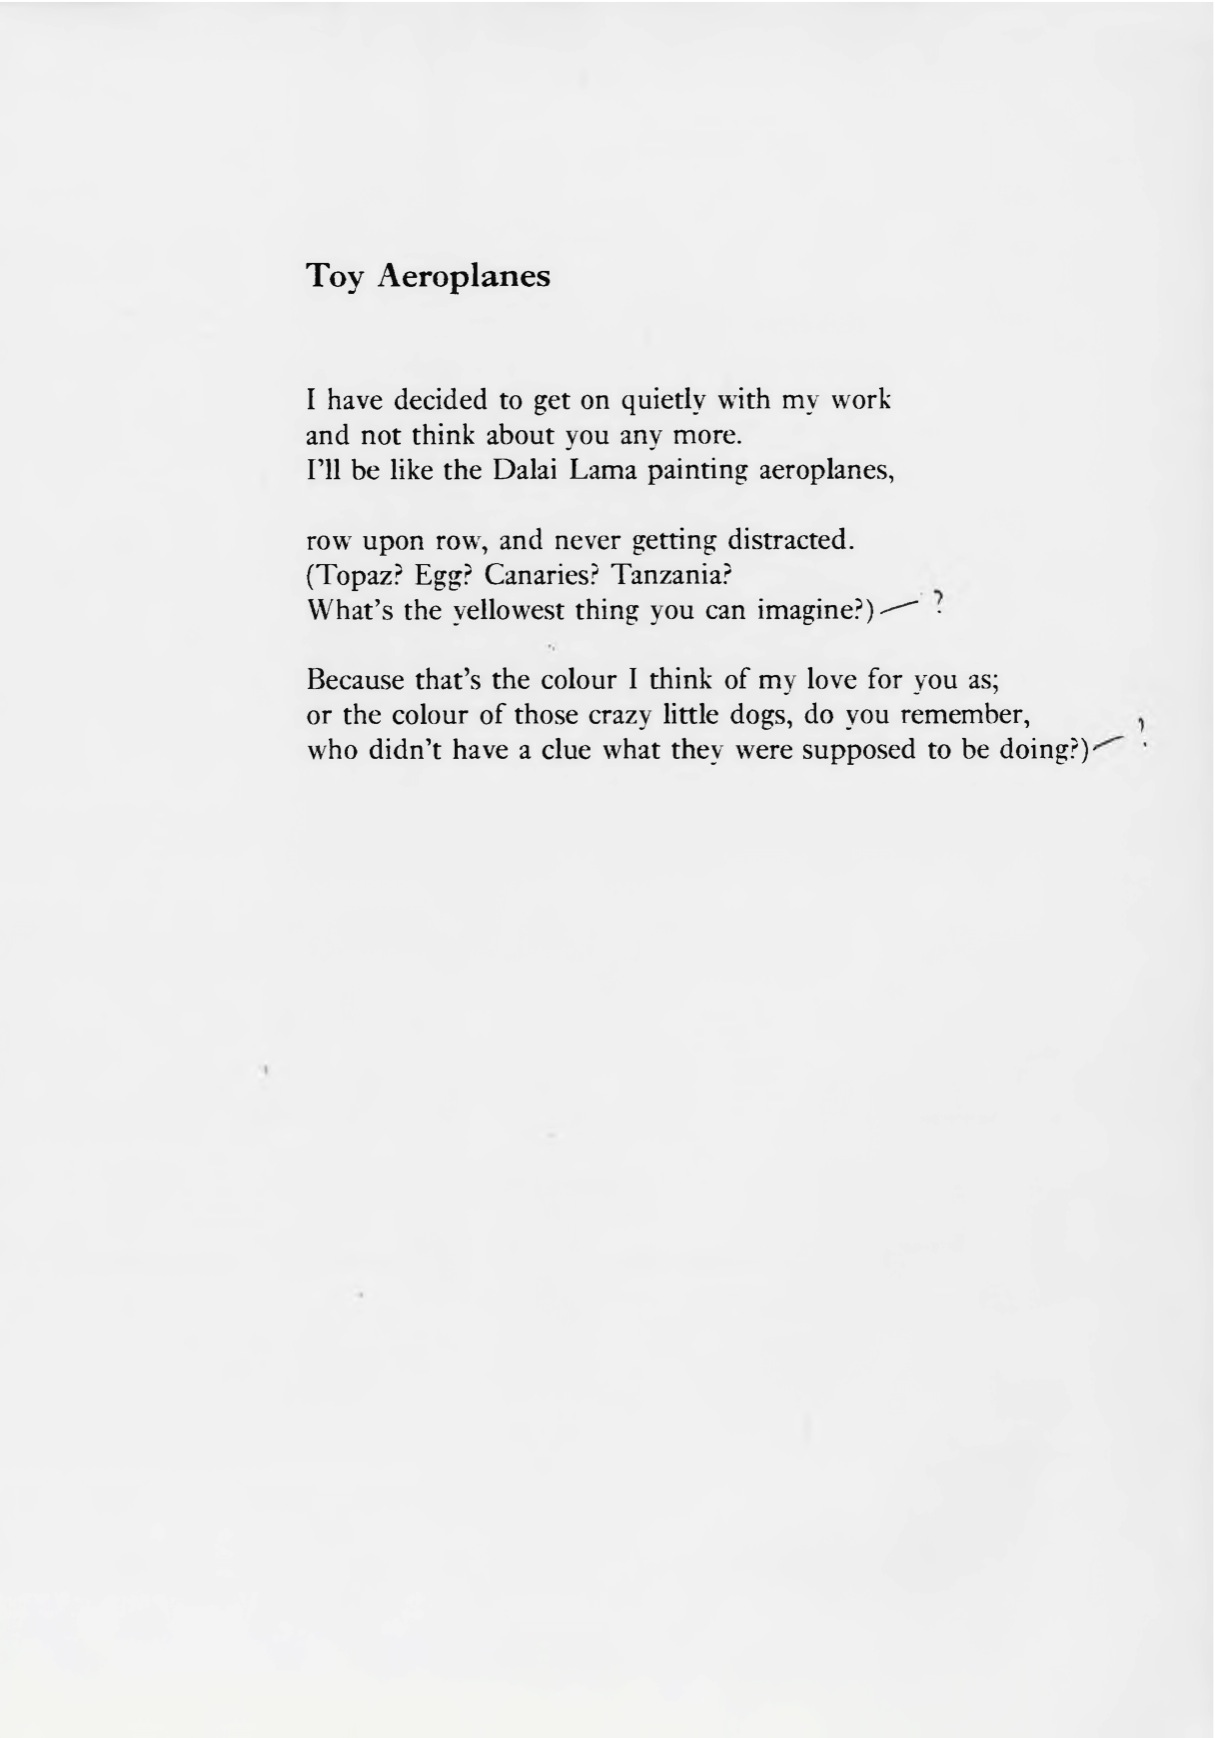 Toy Aeroplanes
I have decided to get on quietly with my work
and not think about you any more.
I'll be like the Dalai Lama painting aeroplanes,
row upon row, and never getting distracted.
(Topaz? Egg? Canaries? Tanzania?
What's the yellowest thing you can imagine?) — ?
Because that's the colour I think of my love for you as;
or the colour of those crazy little dogs, do you remember,
who didn't have a clue what they were supposed to be doing?) — ?